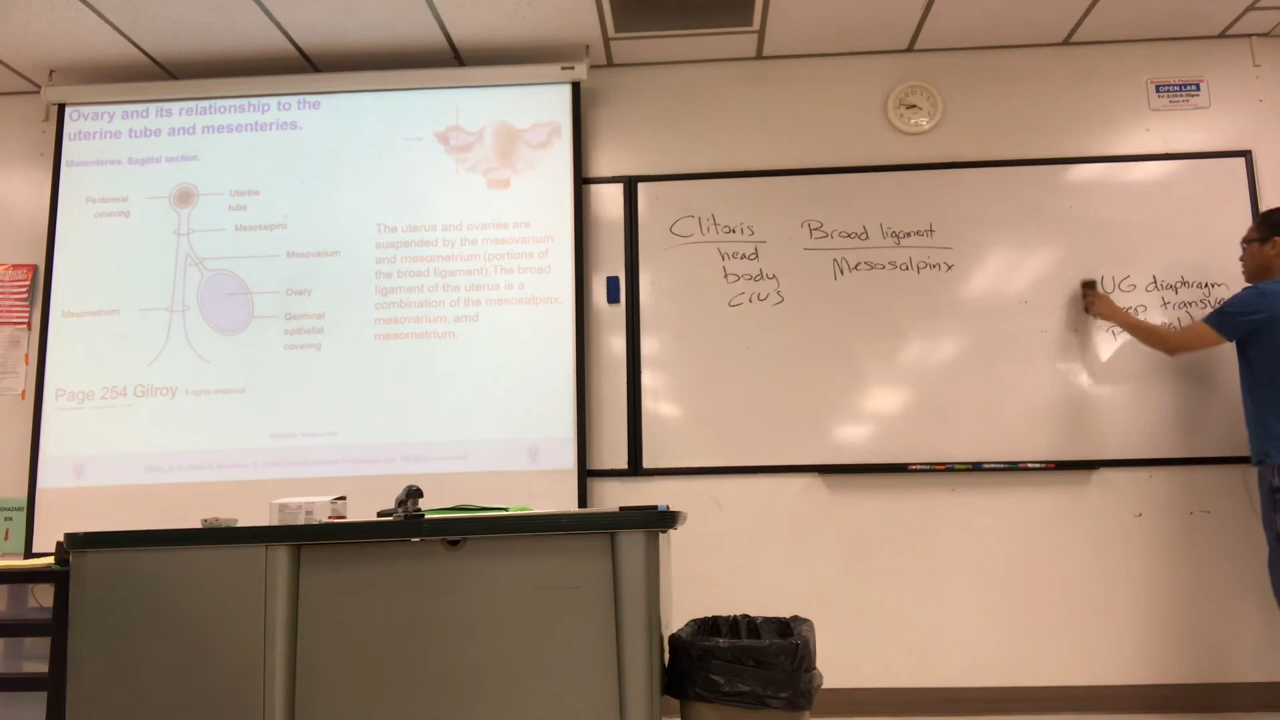 Ovary and its relationship to the
uterine tube and mesenteries.
Mesenteries. Sagittal section.
Peritoneal
covering
Uterine
tube
Mesosalpinx
Mesovarium
Ovary
Mesometrium
Germinal
epithelial
covering
The uterus and ovaries are
suspended by the mesovarium
and mesometrium (portions of
the broad ligament). The broad
ligament of the uterus is a
combination of the mesosalpinx,
mesovarium, amd
mesometrium.
Page 254 Gilroy
Clitoris
head
body
crus
Broad ligament
Mesosalpinx
UG diaphragm
transve
OPEN LAB
BIN